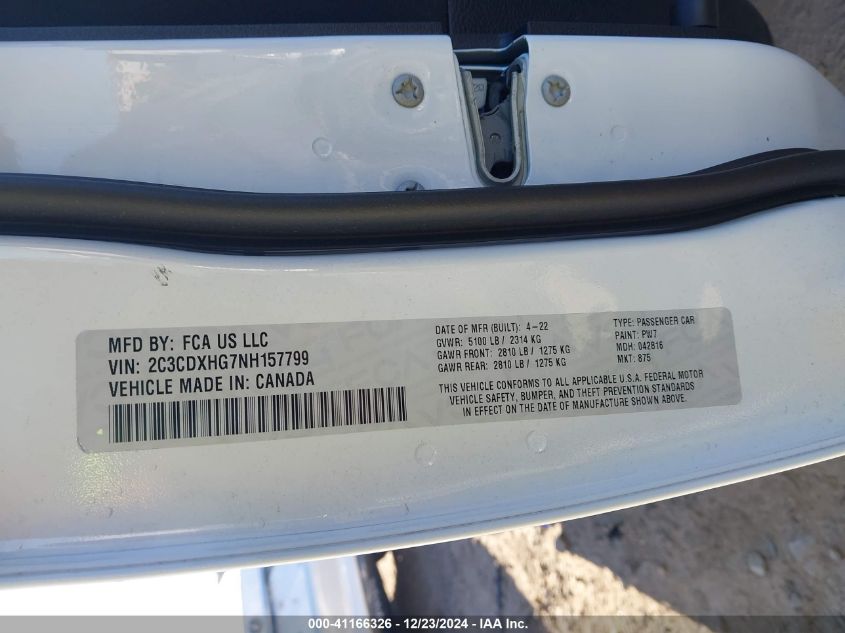 MFD BY: FCA US LLC
VIN: 2C3CDXHG7NH157799
VEHICLE MADE IN: CANADA
DATE OF MFR (BUILT): 4-22
GVWR: 5100 LB / 2314 KG
GAWR FRONT: 2810 LB / 1275 KG
GAWR REAR: 2810 LB / 1275 KG
TYPE: PASSENGER CAR
PAINT: PW7
MDH: 042816
MKT: 875
THIS VEHICLE CONFORMS TO ALL APPLICABLE U.S.A. FEDERAL MOTOR
VEHICLE SAFETY, BUMPER, AND THEFT PREVENTION STANDARDS
IN EFFECT ON THE DATE OF MANUFACTURE SHOWN ABOVE.
000-41166326 - 12/23/2024 - IAAI Inc.